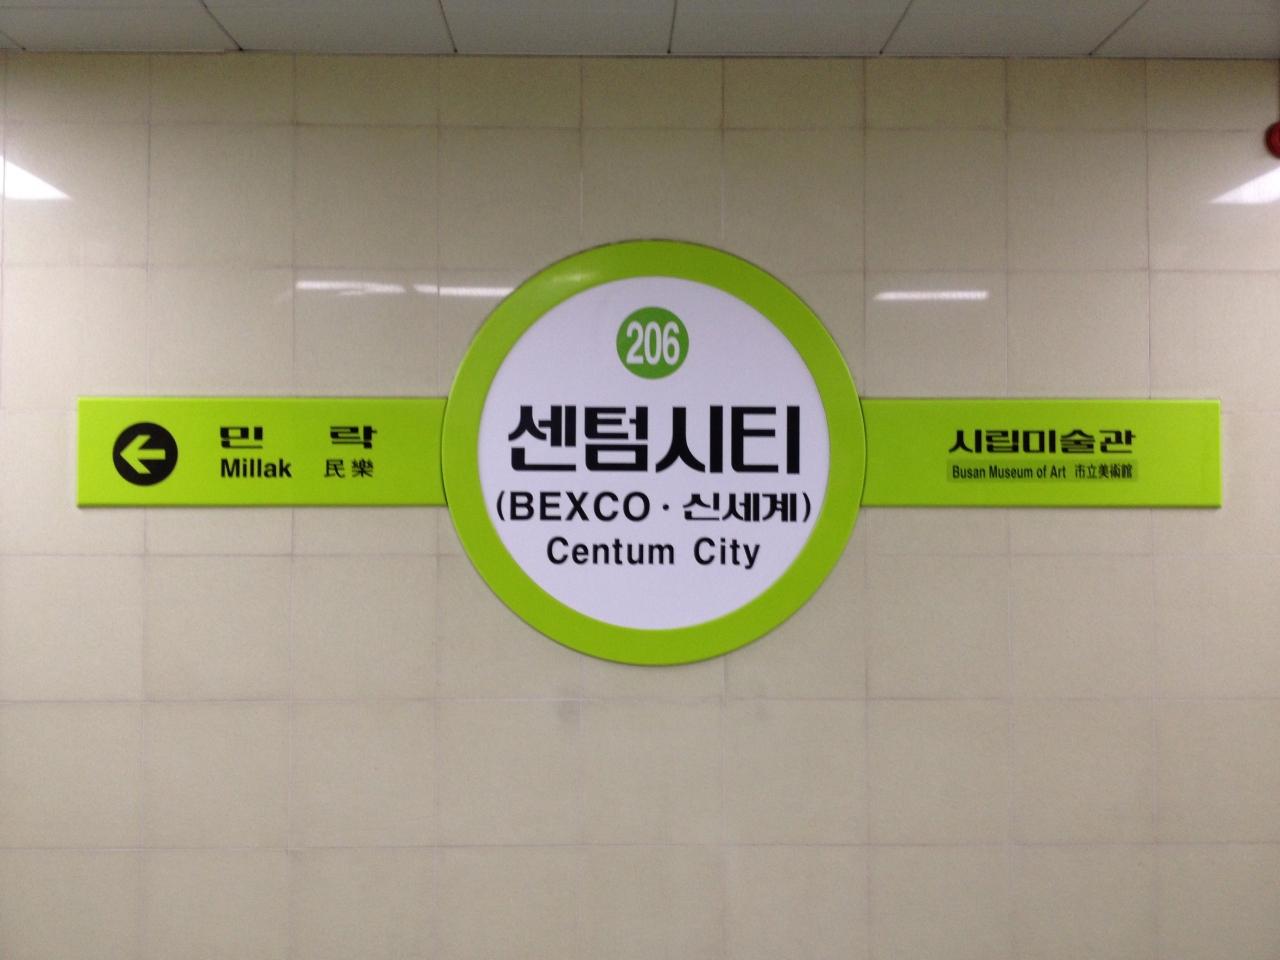 민 락
Millak 民樂
206
센텀시티
(BEXCO · 신세계)
Centum City
시립미술관
Busan Museum of Art 市立美術館